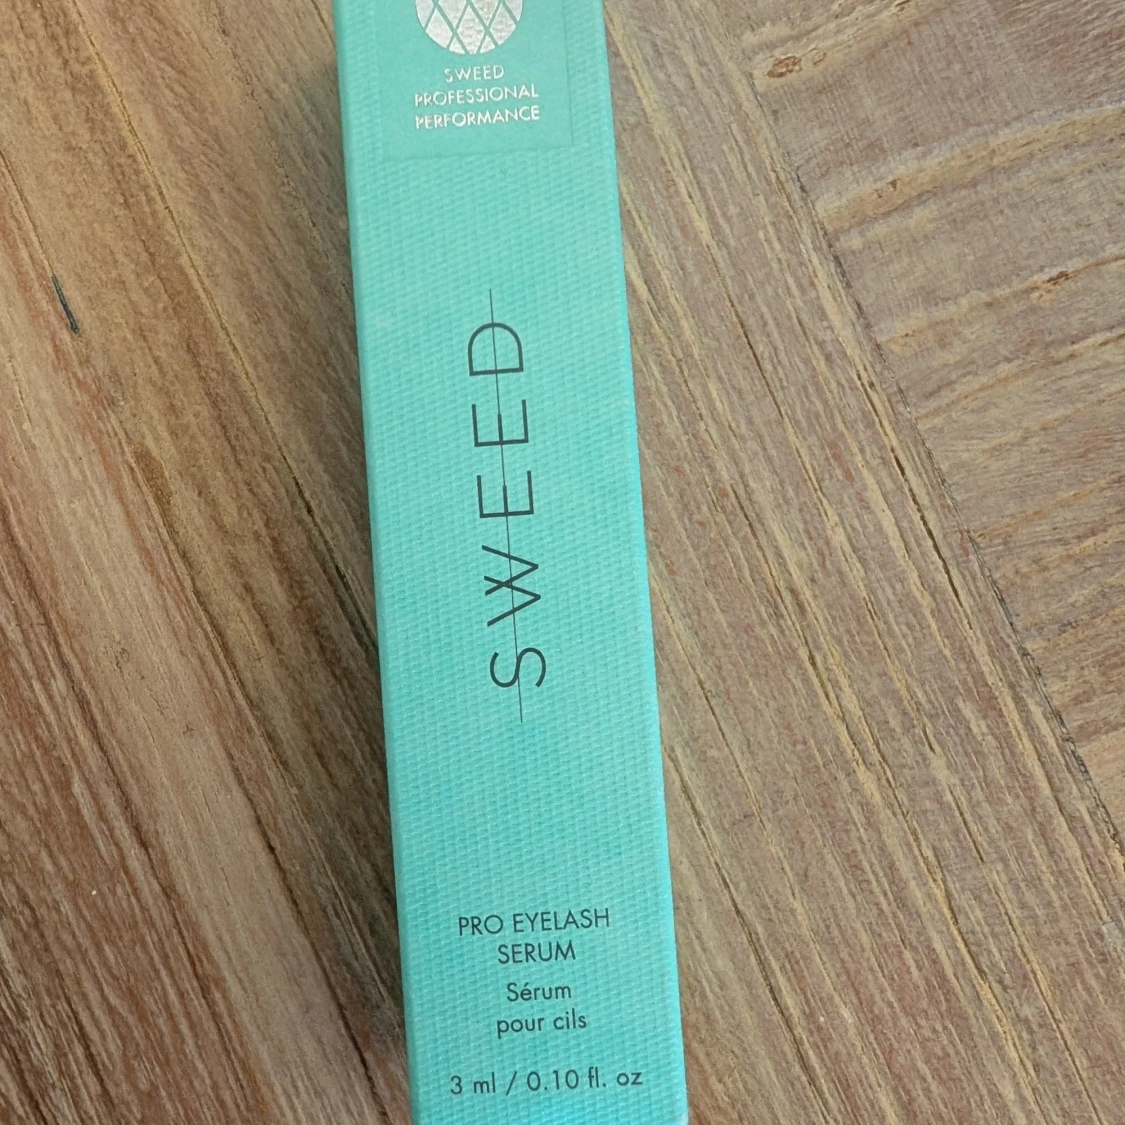 SWEED
PROFESSIONAL
PERFORMANCE
SWEED
PRO EYELASH
SERUM
Sérum
pour cils
3 ml / 0.10 fl. oz